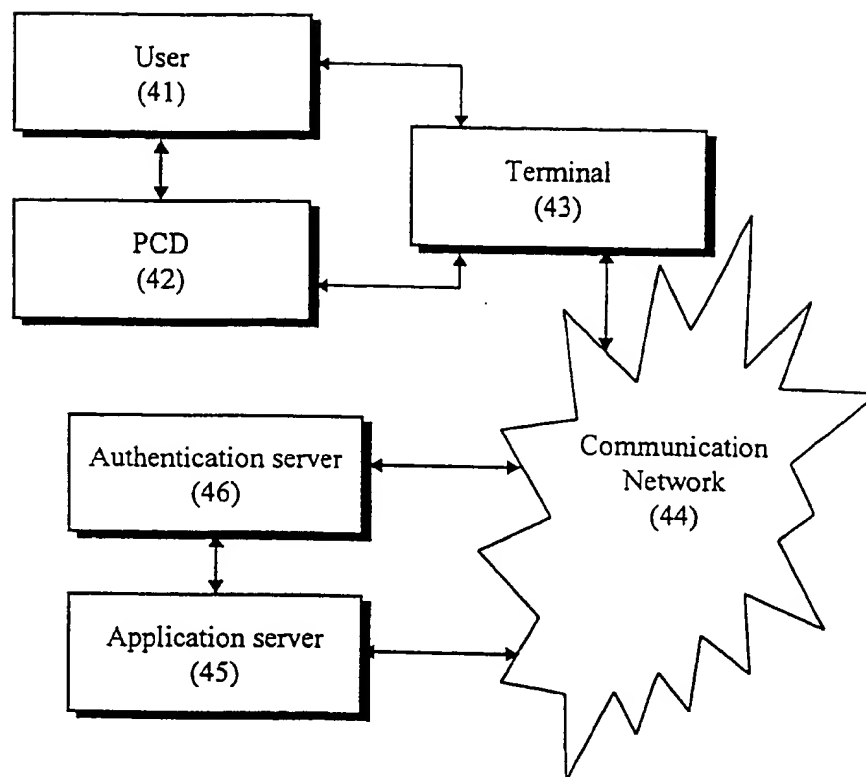 User
(41)
PCD
(42)
Terminal
(43)
Communication
Network
(44)
Authentication server
(46)
Application server
(45)